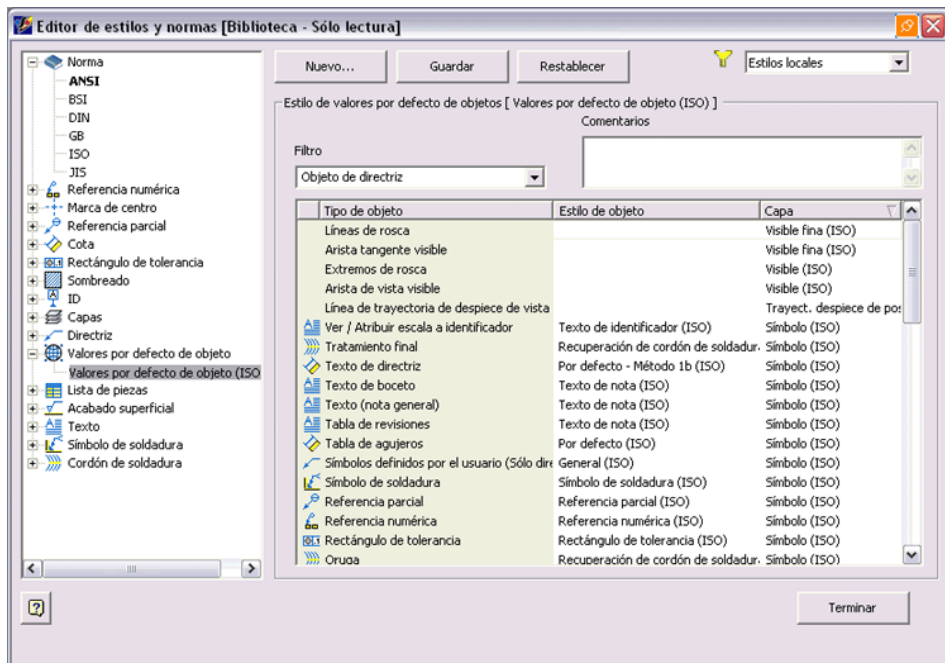 Editor de estilos y normas [Biblioteca - Sólo lectura]
Norma
ANSI
BSI
DIN
GB
ISO
JIS
Referencia numérica
Marca de centro
Referencia parcial
Cota
Rectángulo de tolerancia
Sombreado
ID
Capas
Directriz
Valores por defecto de objeto
Valores por defecto de objeto (ISO
Lista de piezas
Acabado superficial
Texto
Símbolo de soldadura
Cordón de soldadura
Nuevo... Guardar Restablecer Estilos locales
Estilo de valores por defecto de objetos [ Valores por defecto de objeto (ISO) ]
Comentarios
Filtro
Objeto de directriz
Tipo de objeto Estilo de objeto Capa
Líneas de rosca Visible fina (ISO)
Arista tangente visible Visible fina (ISO)
Extremos de rosca Visible (ISO)
Arista de vista visible Visible (ISO)
Línea de trayectoria de despiece de vista Trayect. despiece de pos
Ver / Atribuir escala a identificador Texto de identificador (ISO) Símbolo (ISO)
Tratamiento final Recuperación de cordón de soldadur. Símbolo (ISO)
Texto de directriz Por defecto - Método 1b (ISO) Símbolo (ISO)
Texto de boceto Texto de nota (ISO) Símbolo (ISO)
Texto (nota general) Texto de nota (ISO) Símbolo (ISO)
Tabla de revisiones Texto de nota (ISO) Símbolo (ISO)
Tabla de agujeros Por defecto (ISO) Símbolo (ISO)
Símbolos definidos por el usuario (Sólo dire General (ISO) Símbolo (ISO)
Símbolo de soldadura Símbolo de soldadura (ISO) Símbolo (ISO)
Referencia parcial Referencia parcial (ISO) Símbolo (ISO)
Referencia numérica Referencia numérica (ISO) Símbolo (ISO)
Rectángulo de tolerancia Rectángulo de tolerancia (ISO) Símbolo (ISO)
Oruga Recuperación de cordón de soldadur. Símbolo (ISO)
Terminar